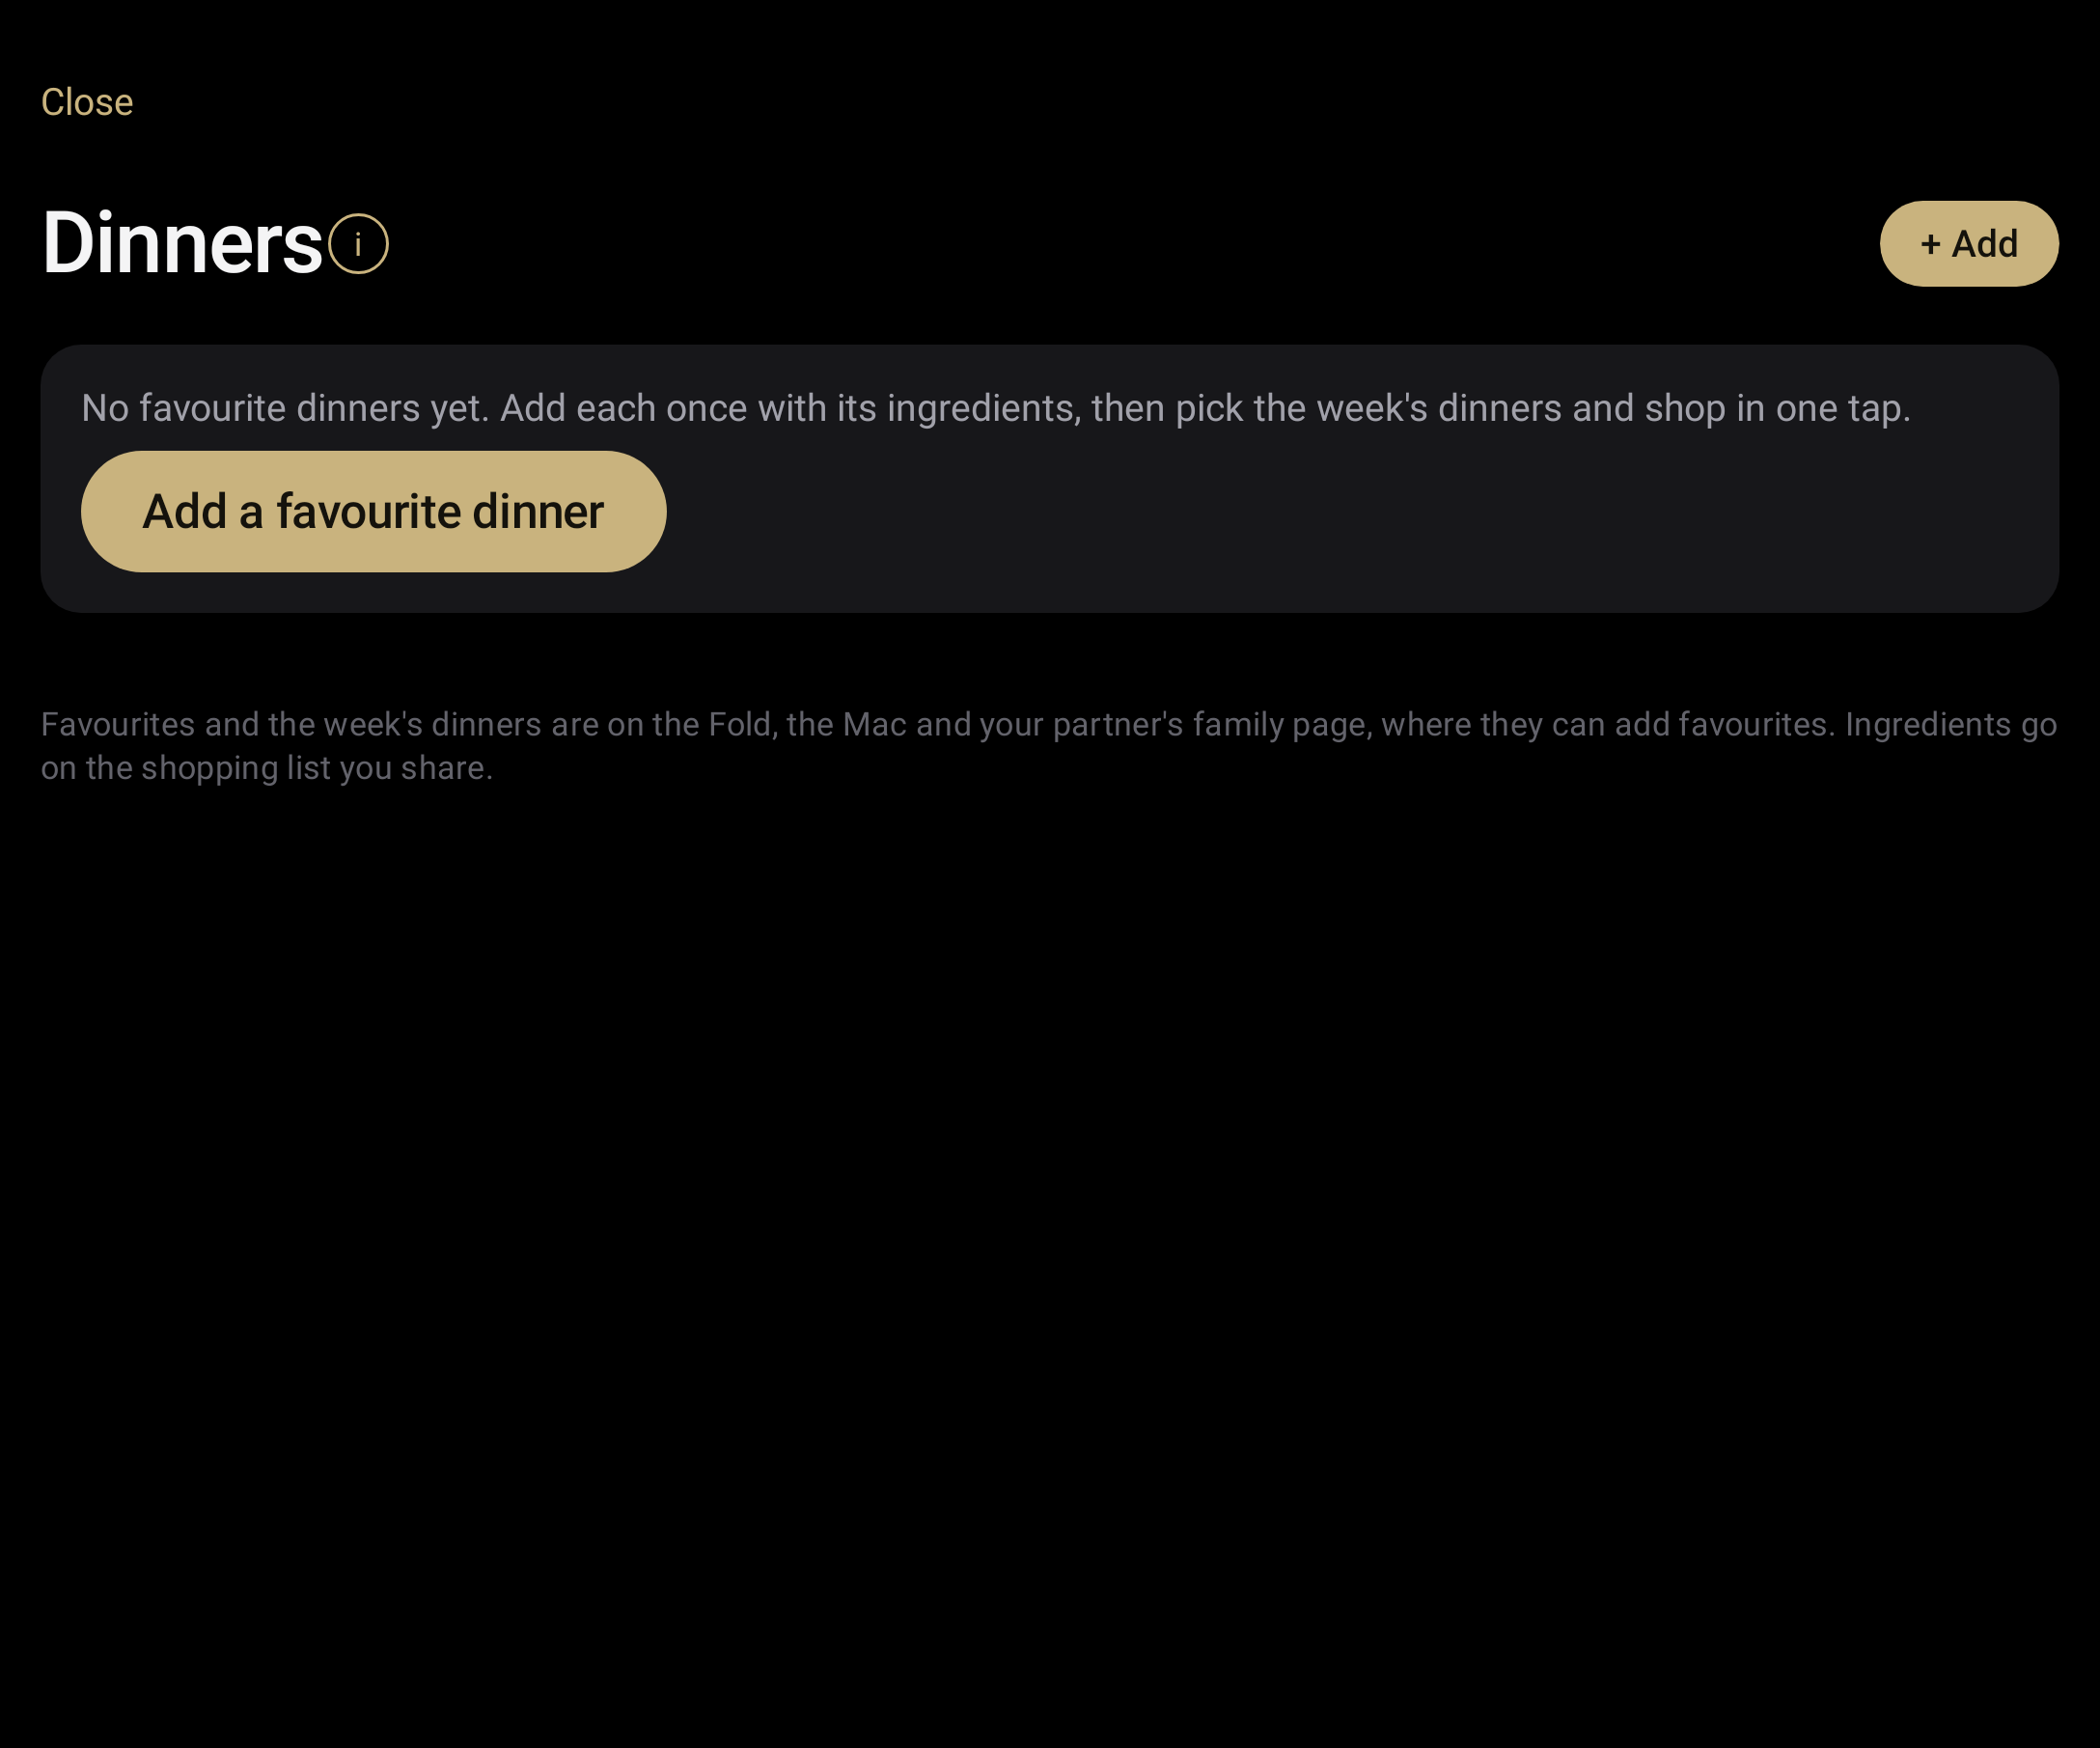 Close
Dinners i
+ Add
No favourite dinners yet. Add each once with its ingredients, then pick the week's dinners and shop in one tap.
Add a favourite dinner
Favourites and the week's dinners are on the Fold, the Mac and your partner's family page, where they can add favourites. Ingredients go
on the shopping list you share.